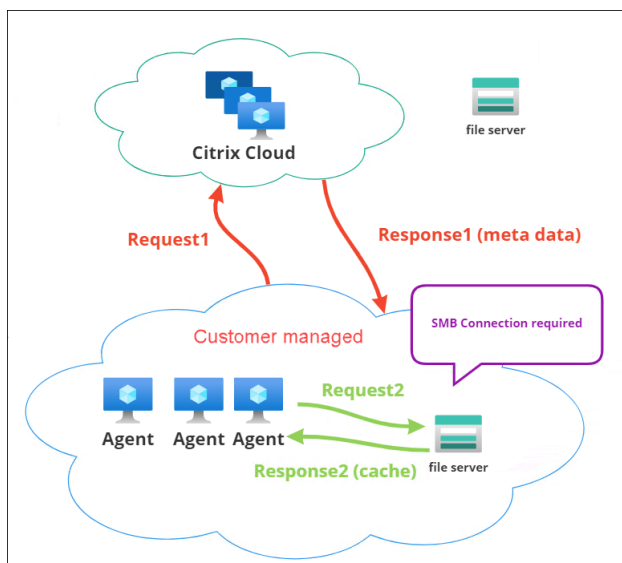 Citrix Cloud
file server
Request1
Response1 (meta data)
SMB Connection required
Customer managed
Request2
Agent
Agent
Agent
Response2 (cache)
file server